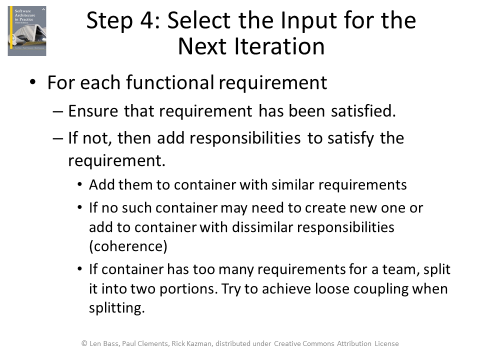 Software
Architecture
in Practice
Step 4: Select the Input for the
Next Iteration
• For each functional requirement
– Ensure that requirement has been satisfied.
– If not, then add responsibilities to satisfy the
requirement.
• Add them to container with similar requirements
• If no such container may need to create new one or
add to container with dissimilar responsibilities
(coherence)
• If container has too many requirements for a team, split
it into two portions. Try to achieve loose coupling when
splitting.
© Len Bass, Paul Clements, Rick Kazman, distributed under Creative Commons Attribution License